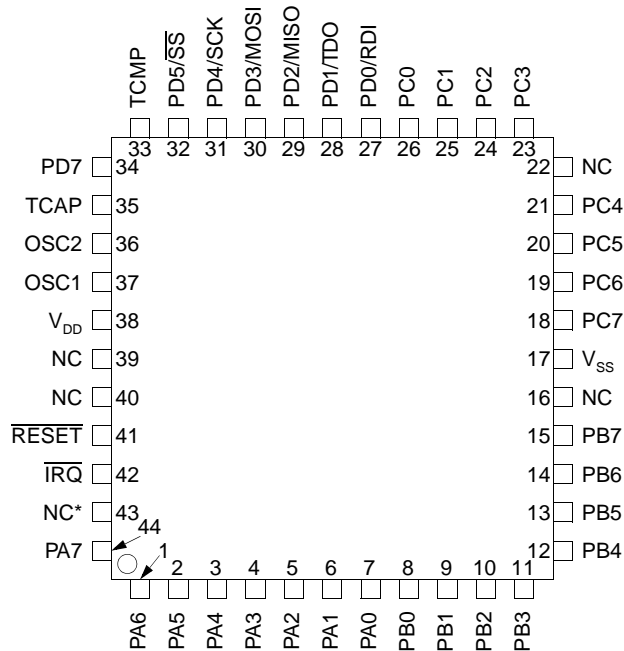 TCMP
PD5/S̅S̅
PD4/SCK
PD3/MOSI
PD2/MISO
PD1/TDO
PD0/RDI
PC0
PC1
PC2
PC3
33
32
31
30
29
28
27
26
25
24
23
PD7 34
22 NC
TCAP 35
21 PC4
OSC2 36
20 PC5
OSC1 37
19 PC6
VDD 38
18 PC7
NC 39
17 VSS
NC 40
16 NC
R̅E̅S̅E̅T̅ 41
15 PB7
I̅R̅Q̅ 42
14 PB6
NC* 43
13 PB5
PA7 44
12 PB4
1
2
3
4
5
6
7
8
9
10
11
PA6
PA5
PA4
PA3
PA2
PA1
PA0
PB0
PB1
PB2
PB3